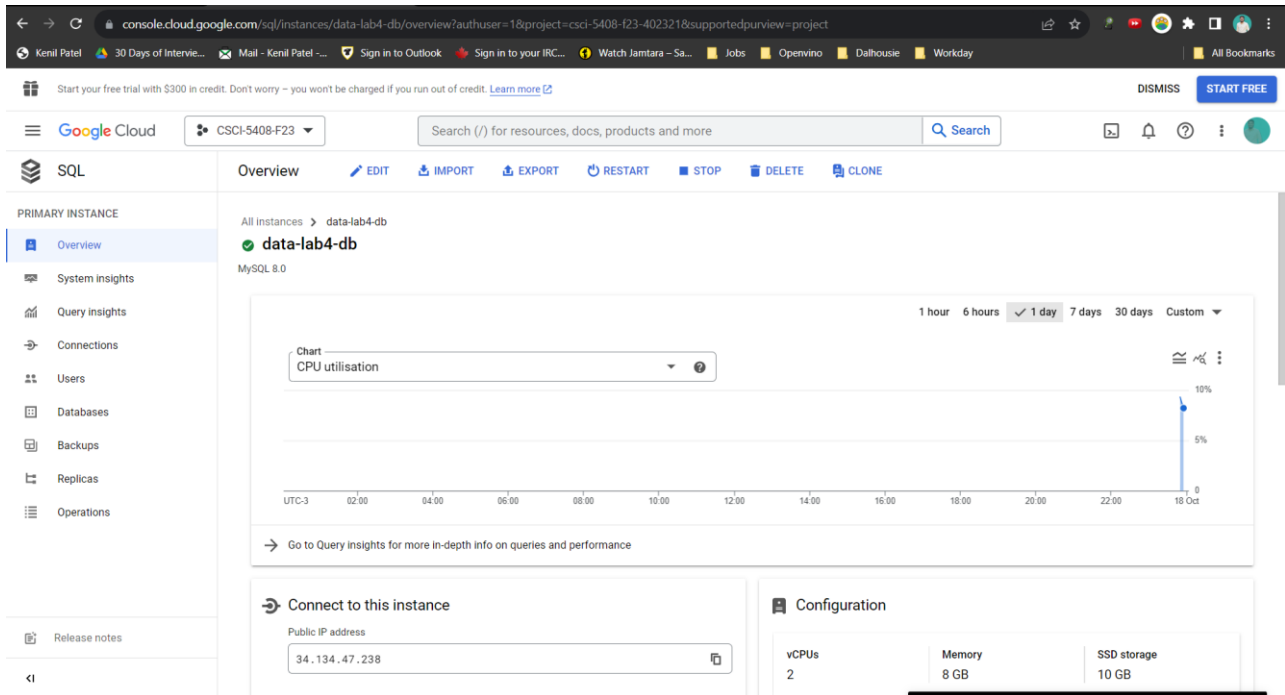 console.cloud.google.com/sql/instances/data-lab4-db/overview?authuser=1&project=csci-5408-f23-402321&supportedpurview=project
Kenil Patel 30 Days of Intervie... Mail - Kenil Patel -... Sign in to Outlook Sign in to your IRC... Watch Jamtara – Sa... Jobs Openvino Dalhousie Workday All Bookmarks
Start your free trial with $300 in credit. Don't worry – you won't be charged if you run out of credit. Learn more DISMISS START FREE
Google Cloud CSCI-5408-F23 Search (/) for resources, docs, products and more Search
SQL Overview EDIT IMPORT EXPORT RESTART STOP DELETE CLONE
PRIMARY INSTANCE
Overview
System insights
Query insights
Connections
Users
Databases
Backups
Replicas
Operations
Release notes
All instances > data-lab4-db
data-lab4-db
MySQL 8.0
1 hour 6 hours 1 day 7 days 30 days Custom
Chart
CPU utilisation
10%
5%
0
UTC-3 02:00 04:00 06:00 08:00 10:00 12:00 14:00 16:00 18:00 20:00 22:00 18 Oct
Go to Query insights for more in-depth info on queries and performance
Connect to this instance
Public IP address
34.134.47.238
Configuration
vCPUs Memory SSD storage
2 8 GB 10 GB